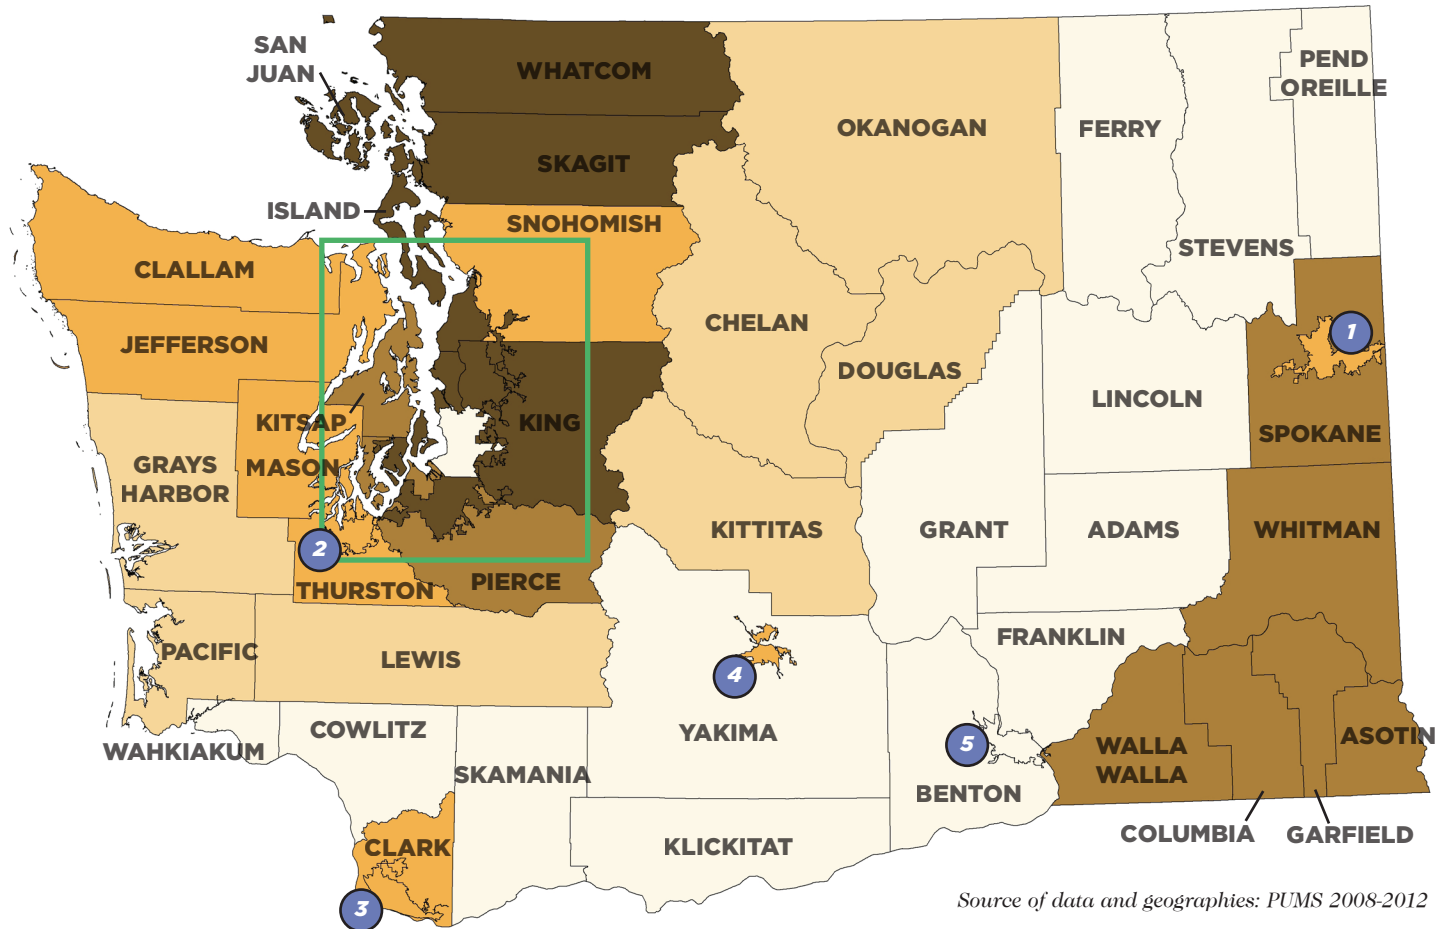 SAN
JUAN
WHATCOM
PEND
OREILLE
OKANOGAN
FERRY
SKAGIT
ISLAND
SNOHOMISH
STEVENS
CLALLAM
CHELAN
1
JEFFERSON
DOUGLAS
LINCOLN
KITSAP
KING
SPOKANE
GRAYS
HARBOR
MASON
KITTITAS
GRANT
ADAMS
WHITMAN
2
THURSTON
PIERCE
FRANKLIN
PACIFIC
LEWIS
4
COWLITZ
YAKIMA
5
WAHKIAKUM
WALLA
WALLA
ASOTIN
SKAMANIA
BENTON
COLUMBIA
GARFIELD
CLARK
KLICKITAT
3
Source of data and geographies: PUMS 2008-2012